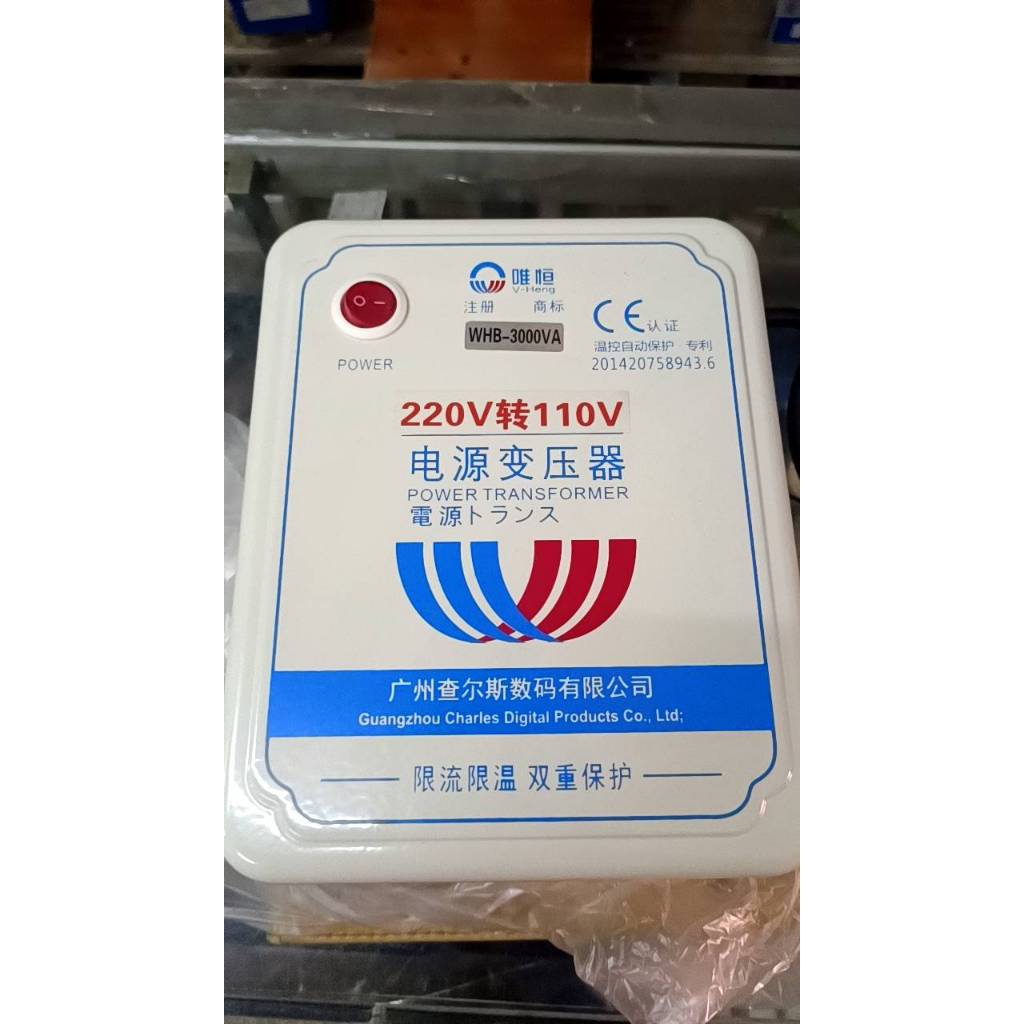 唯恒
V-Heng
注册 商标
WHB-3000VA
CE认证
温控自动保护·专利
201420758943.6
POWER
220V转110V
电源变压器
POWER TRANSFORMER
電源トランス
广州查尔斯数码有限公司
Guangzhou Charles Digital Products Co., Ltd;
限流限温 双重保护